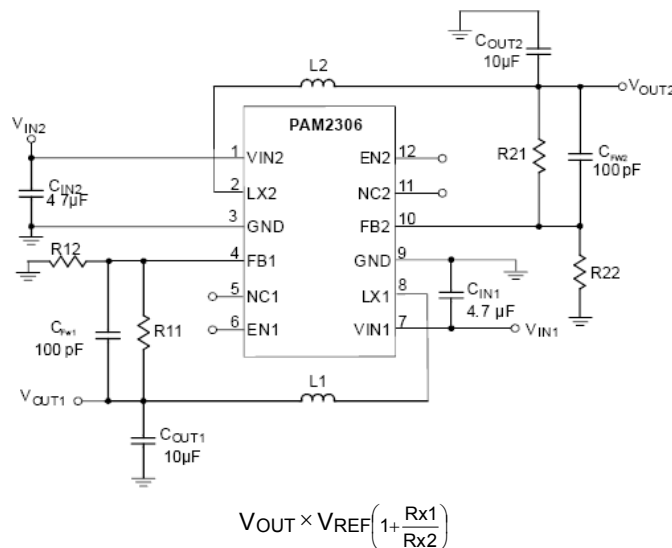 COUT2
10µF
L2
VOUT2
PAM2306
VIN2
1 VIN2
EN2 12
R21
CFW2
100 pF
CIN2
4.7µF
2 LX2
NC2 11
3 GND
FB2 10
R12
4 FB1
GND 9
R22
5 NC1
LX1 8
CIN1
4.7 µF
CFW1
100 pF
R11
6 EN1
VIN1 7
VIN1
VOUT1
L1
COUT1
10µF
VOUT × VREF(1+Rx1/Rx2)